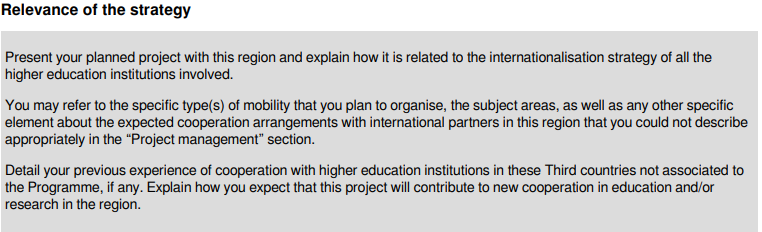 Relevance of the strategy
Present your planned project with this region and explain how it is related to the internationalisation strategy of all the
higher education institutions involved.
You may refer to the specific type(s) of mobility that you plan to organise, the subject areas, as well as any other specific
element about the expected cooperation arrangements with international partners in this region that you could not describe
appropriately in the “Project management” section.
Detail your previous experience of cooperation with higher education institutions in these Third countries not associated to
the Programme, if any. Explain how you expect that this project will contribute to new cooperation in education and/or
research in the region.